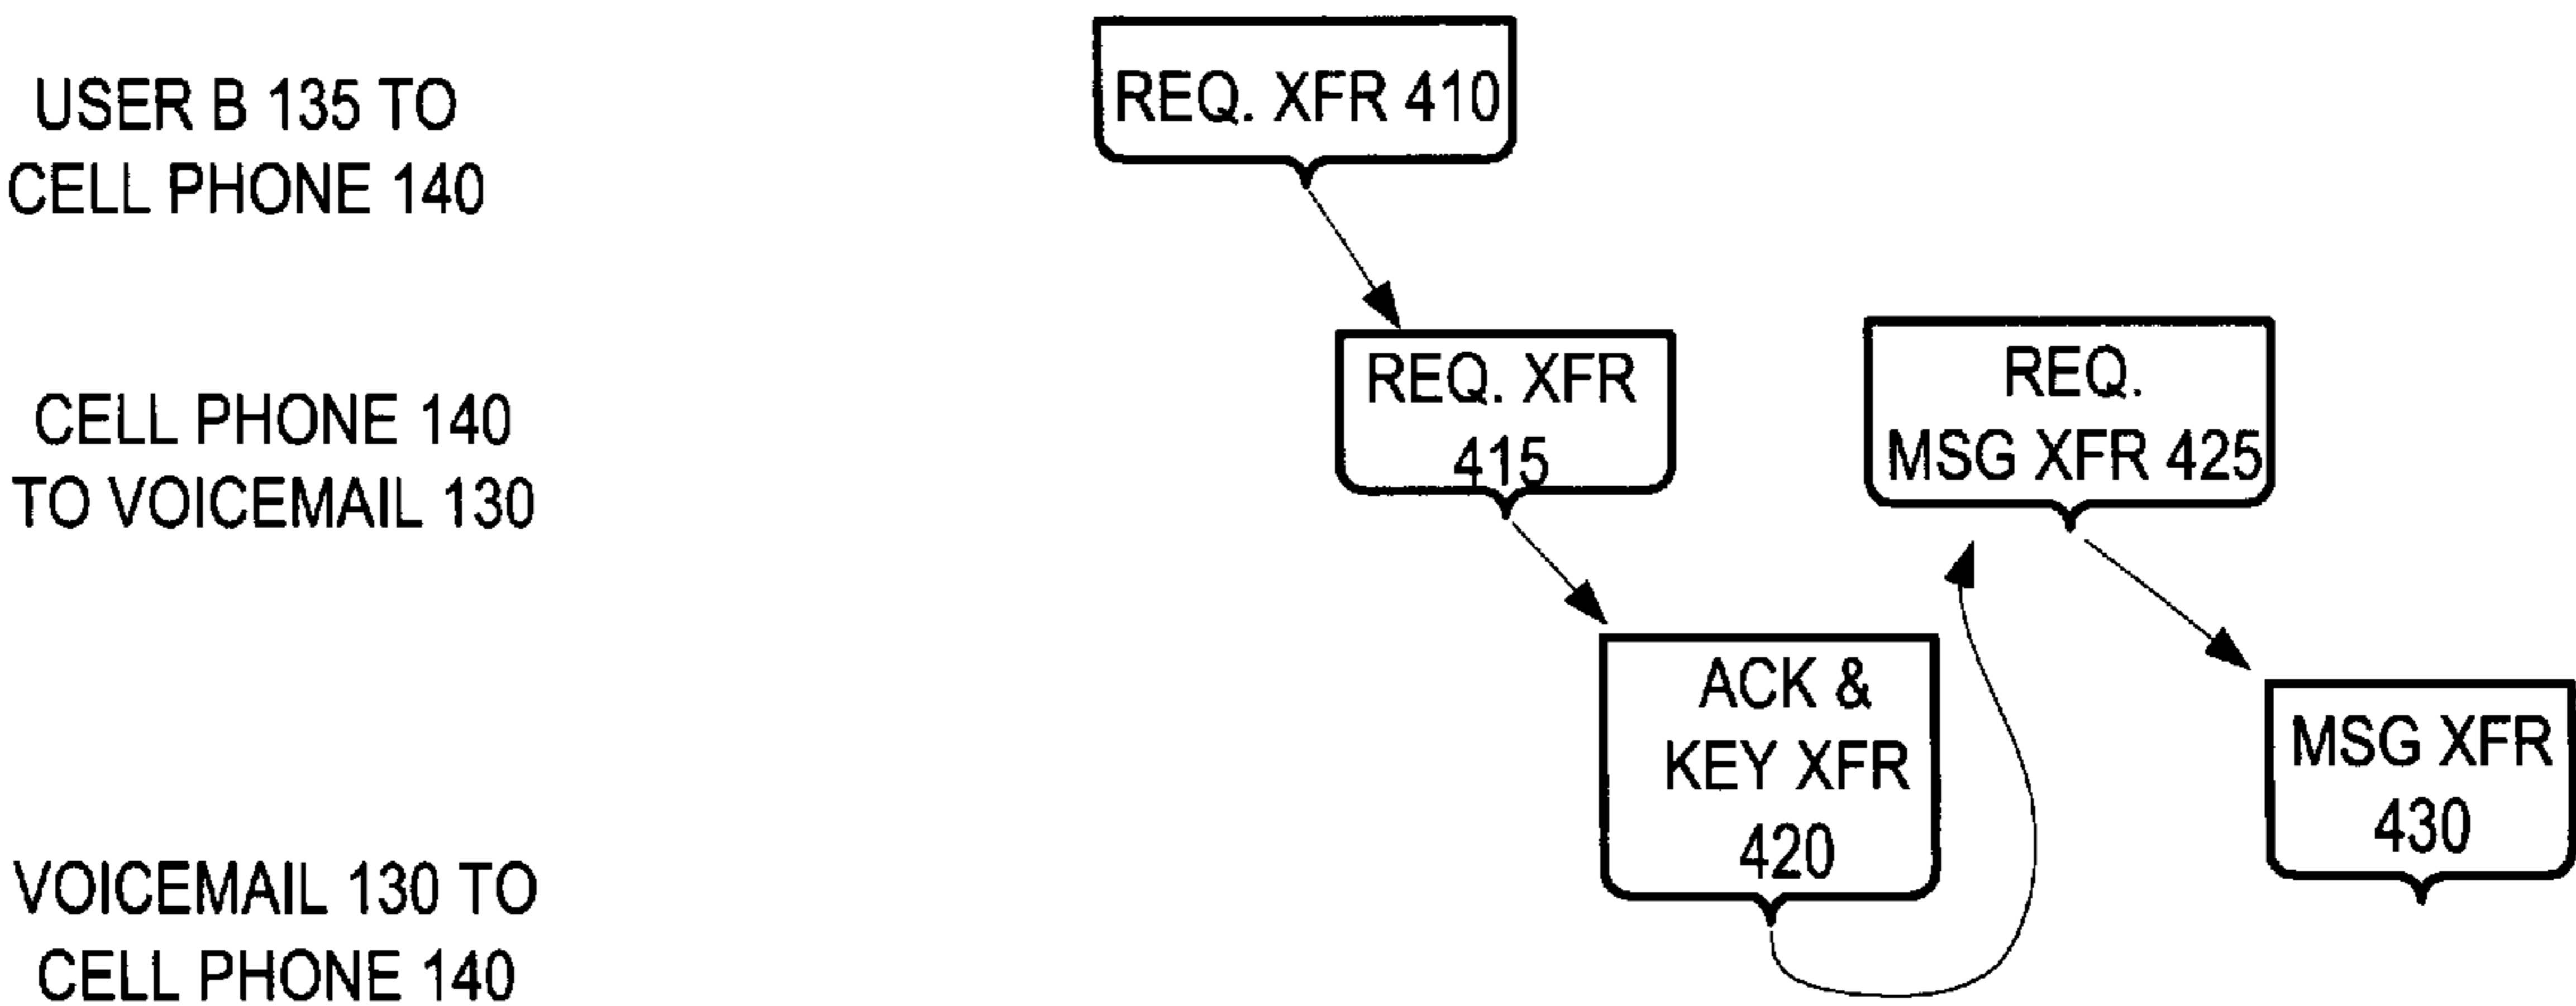 USER B 135 TO
CELL PHONE 140
REQ. XFR 410
CELL PHONE 140
TO VOICEMAIL 130
REQ. XFR
415
REQ.
MSG XFR 425
VOICEMAIL 130 TO
CELL PHONE 140
ACK &
KEY XFR
420
MSG XFR
430